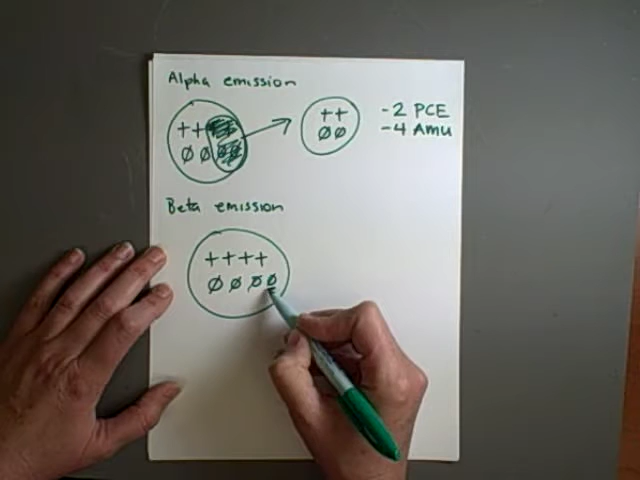 Alpha emission
++
ØØ
++
ØØ
-2 PCE
-4 Amu
Beta emission
++++
ØØØØ